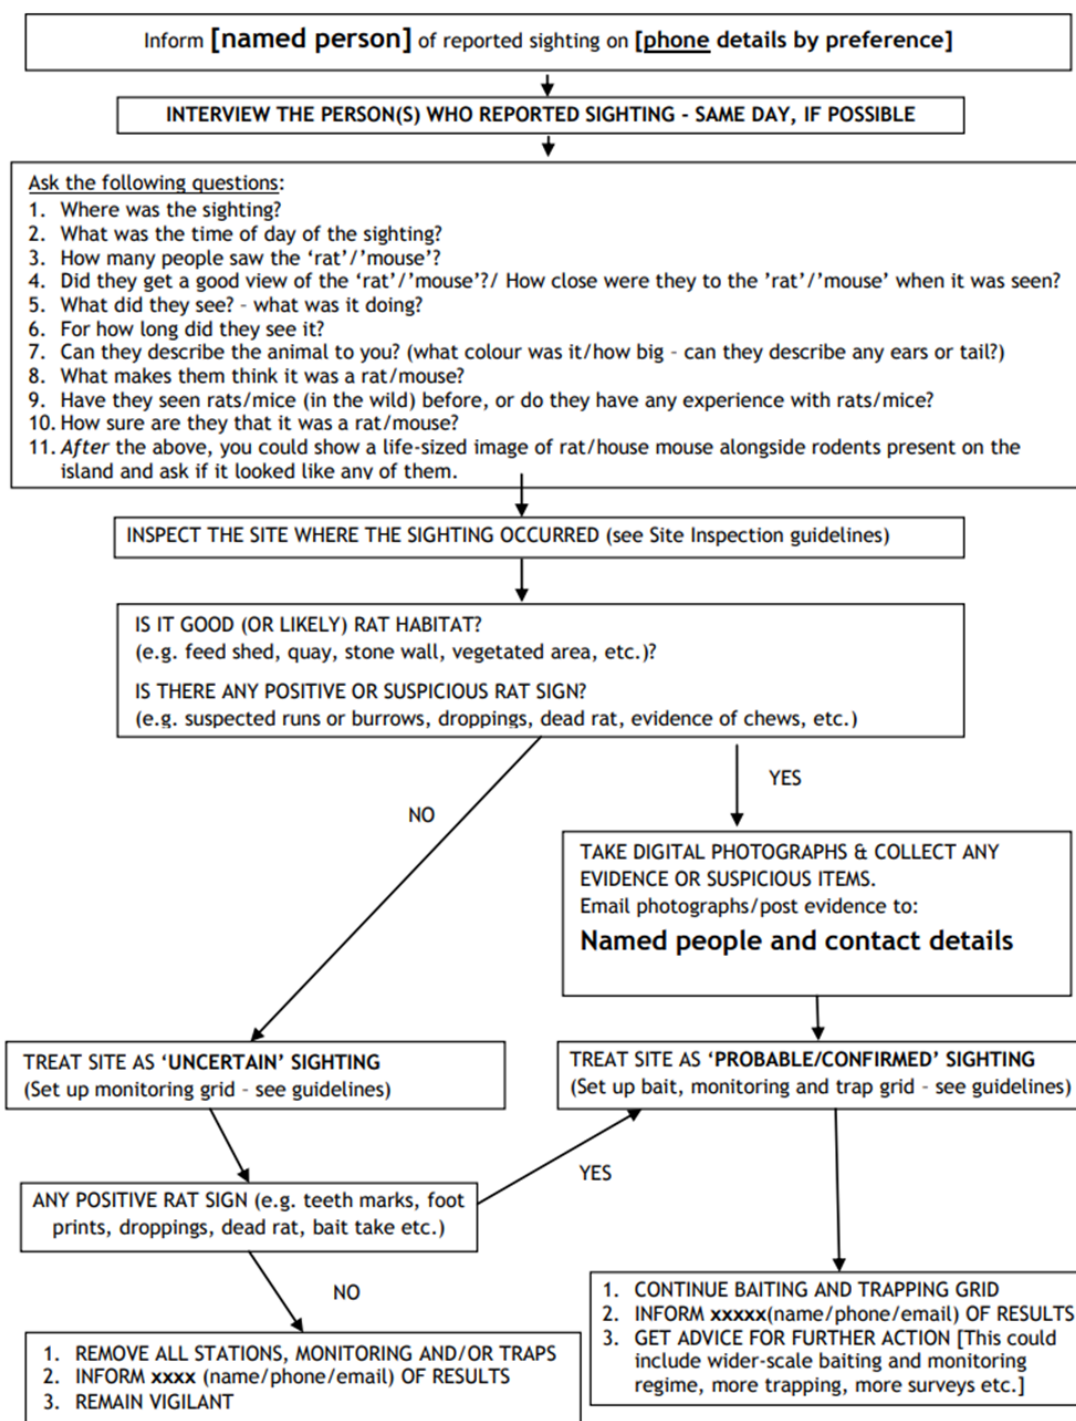 Inform [named person] of reported sighting on [phone details by preference]
INTERVIEW THE PERSON(S) WHO REPORTED SIGHTING - SAME DAY, IF POSSIBLE
Ask the following questions:
1. Where was the sighting?
2. What was the time of day of the sighting?
3. How many people saw the ‘rat’/’mouse’?
4. Did they get a good view of the ‘rat’/’mouse’?/ How close were they to the ’rat’/’mouse’ when it was seen?
5. What did they see? – what was it doing?
6. For how long did they see it?
7. Can they describe the animal to you? (what colour was it/how big – can they describe any ears or tail?)
8. What makes them think it was a rat/mouse?
9. Have they seen rats/mice (in the wild) before, or do they have any experience with rats/mice?
10. How sure are they that it was a rat/mouse?
11. After the above, you could show a life-sized image of rat/house mouse alongside rodents present on the
island and ask if it looked like any of them.
INSPECT THE SITE WHERE THE SIGHTING OCCURRED (see Site Inspection guidelines)
IS IT GOOD (OR LIKELY) RAT HABITAT?
(e.g. feed shed, quay, stone wall, vegetated area, etc.)?
IS THERE ANY POSITIVE OR SUSPICIOUS RAT SIGN?
(e.g. suspected runs or burrows, droppings, dead rat, evidence of chews, etc.)
YES
NO
TAKE DIGITAL PHOTOGRAPHS & COLLECT ANY
EVIDENCE OR SUSPICIOUS ITEMS.
Email photographs/post evidence to:
Named people and contact details
TREAT SITE AS ‘UNCERTAIN’ SIGHTING
(Set up monitoring grid – see guidelines)
TREAT SITE AS ‘PROBABLE/CONFIRMED’ SIGHTING
(Set up bait, monitoring and trap grid – see guidelines)
YES
ANY POSITIVE RAT SIGN (e.g. teeth marks, foot
prints, droppings, dead rat, bait take etc.)
NO
1. CONTINUE BAITING AND TRAPPING GRID
2. INFORM xxxxx(name/phone/email) OF RESULTS
3. GET ADVICE FOR FURTHER ACTION [This could
include wider-scale baiting and monitoring
regime, more trapping, more surveys etc.]
1. REMOVE ALL STATIONS, MONITORING AND/OR TRAPS
2. INFORM xxxx (name/phone/email) OF RESULTS
3. REMAIN VIGILANT